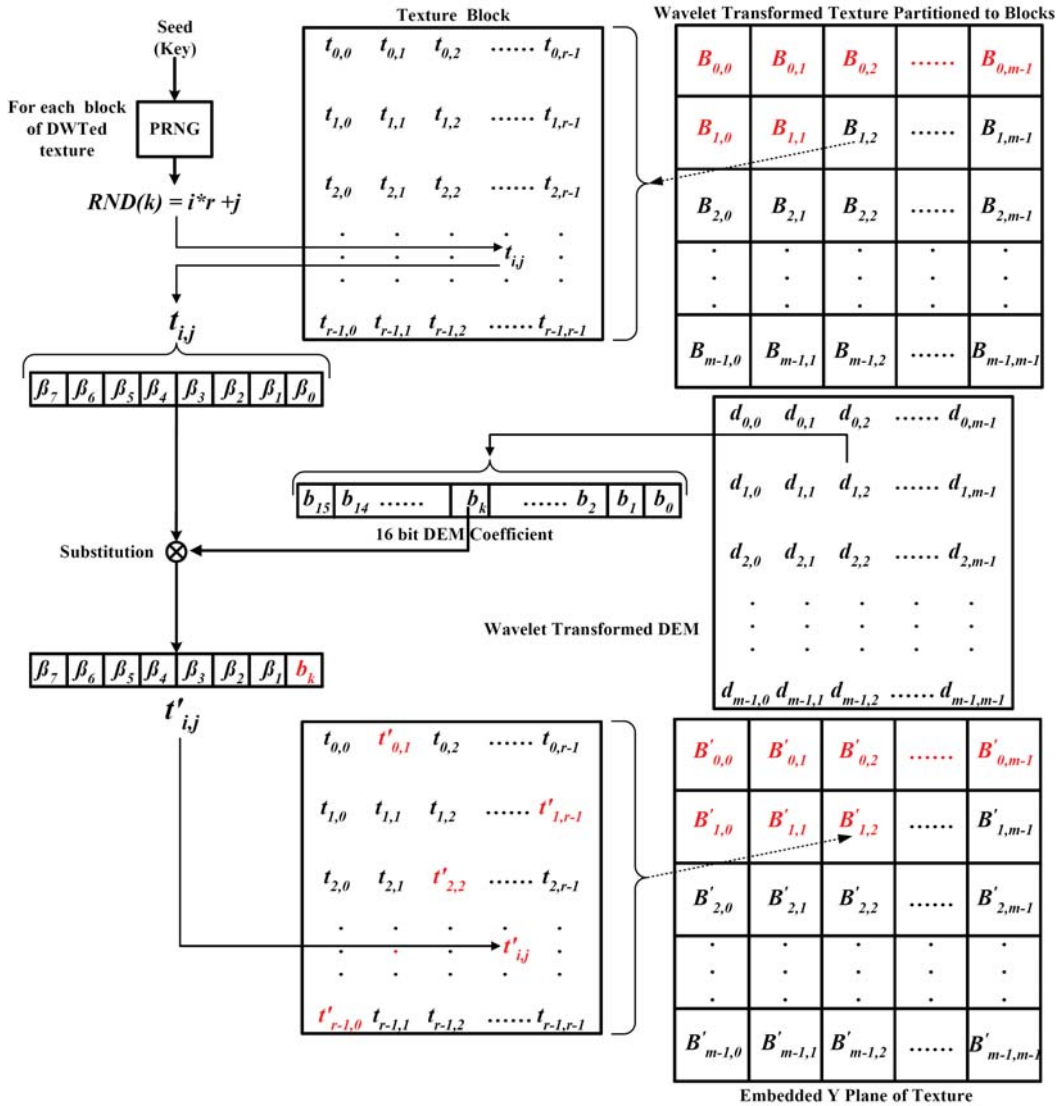 Texture Block
Wavelet Transformed Texture Partitioned to Blocks
Seed
(Key)
For each block
of DWTed
texture
PRNG
RND(k) = i*r +j
t0,0 t0,1 t0,2 ...... t0,r-1
t1,0 t1,1 t1,2 ...... t1,r-1
t2,0 t2,1 t2,2 ...... t2,r-1
. . . . .
. . . ti,j .
. . . . .
tr-1,0 tr-1,1 tr-1,2 ...... tr-1,r-1
B0,0 B0,1 B0,2 ...... B0,m-1
B1,0 B1,1 B1,2 ...... B1,m-1
B2,0 B2,1 B2,2 ...... B2,m-1
. . . . .
. . . . .
. . . . .
Bm-1,0 Bm-1,1 Bm-1,2 ...... Bm-1,m-1
ti,j
β7 β6 β5 β4 β3 β2 β1 β0
d0,0 d0,1 d0,2 ...... d0,m-1
d1,0 d1,1 d1,2 ...... d1,m-1
d2,0 d2,1 d2,2 ...... d2,m-1
. . . . .
. . . . .
. . . . .
dm-1,0 dm-1,1 dm-1,2 ...... dm-1,m-1
b15 b14 ...... bk ...... b2 b1 b0
16 bit DEM Coefficient
Substitution
Wavelet Transformed DEM
β7 β6 β5 β4 β3 β2 β1 bk
t'i,j
t0,0 t'0,1 t0,2 ...... t0,r-1
t1,0 t1,1 t1,2 ...... t'1,r-1
t2,0 t2,1 t'2,2 ...... t2,r-1
. . . . .
. . . t'i,j .
. . . . .
t'r-1,0 tr-1,1 tr-1,2 ...... tr-1,r-1
B'0,0 B'0,1 B'0,2 ...... B'0,m-1
B'1,0 B'1,1 B'1,2 ...... B'1,m-1
B'2,0 B'2,1 B'2,2 ...... B'2,m-1
. . . . .
. . . . .
. . . . .
B'm-1,0 B'm-1,1 B'm-1,2 ...... B'm-1,m-1
Embedded Y Plane of Texture